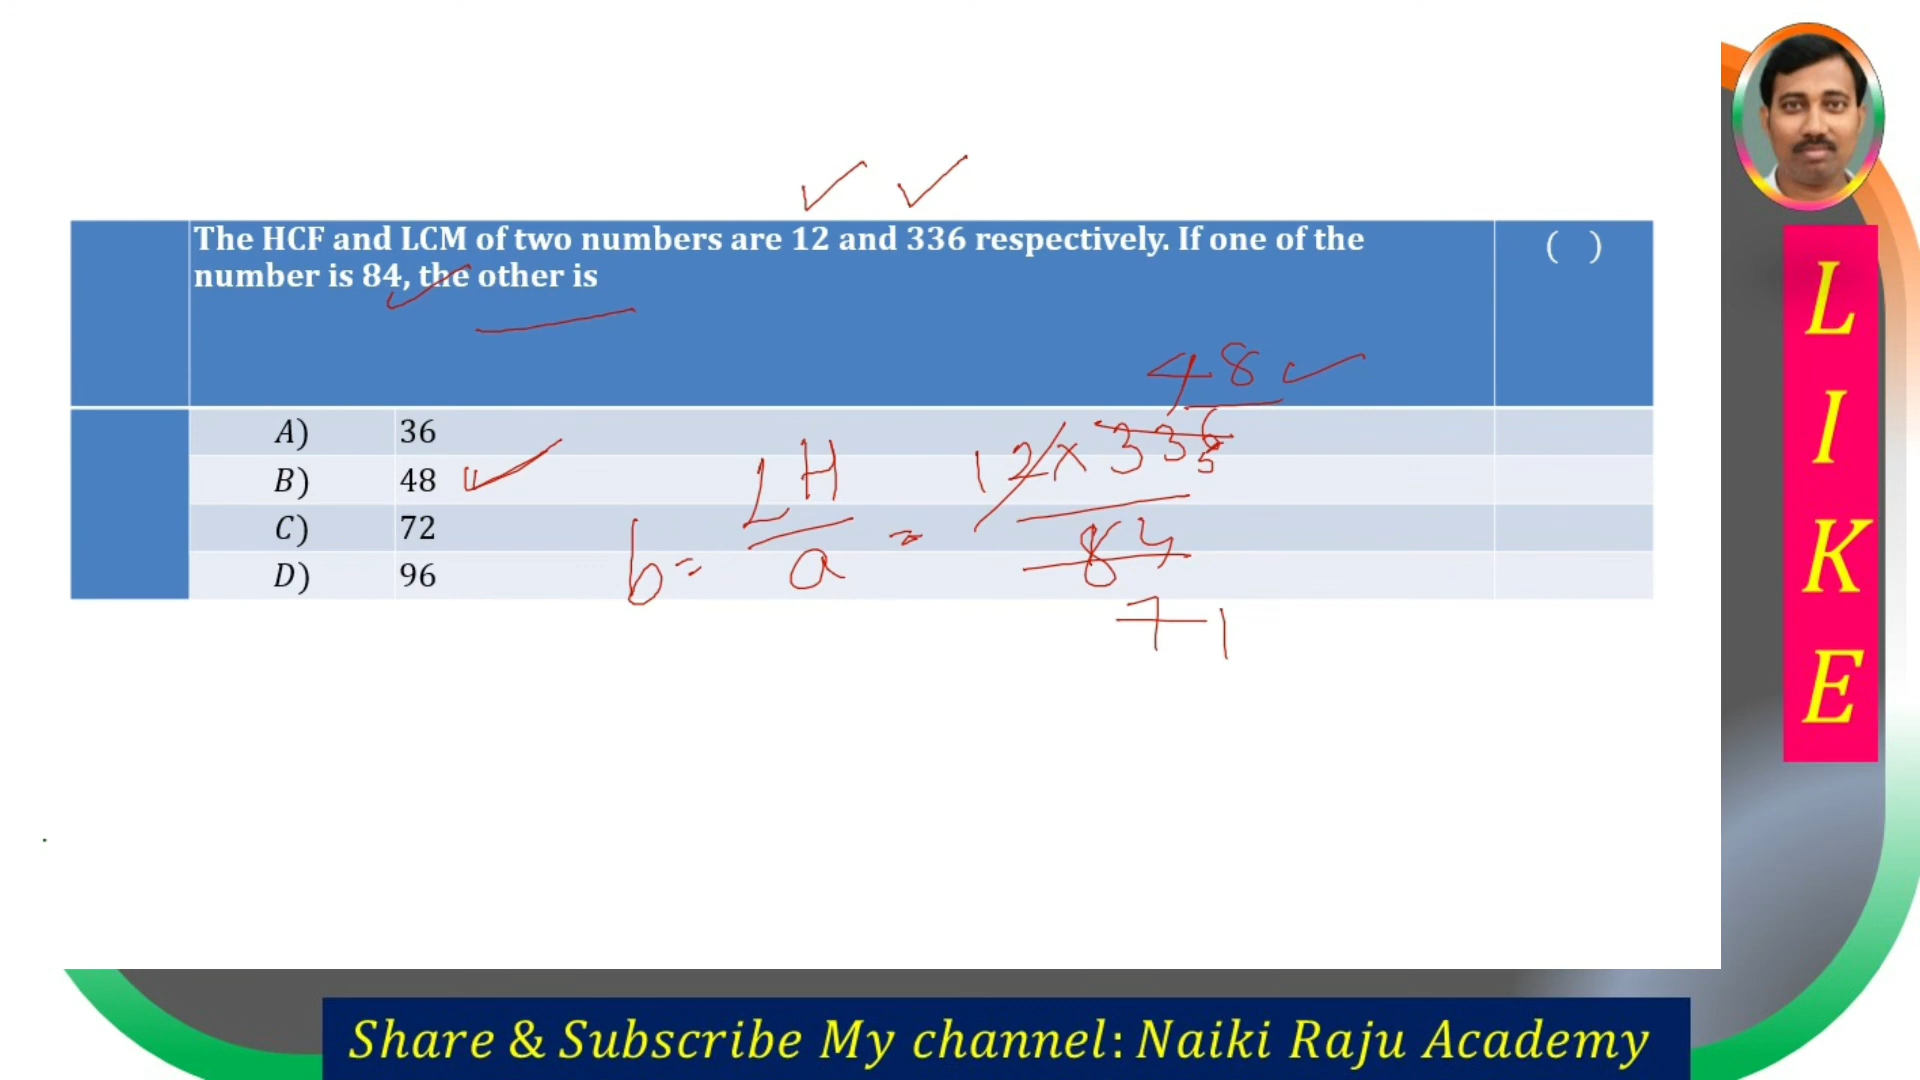 The HCF and LCM of two numbers are 12 and 336 respectively. If one of the ( )
number is 84, the other is
48
A) 36
B) 48
C) 72
D) 96
b = LH / a = 12 x 336 / 84
7 1
L
I
K
E
Share & Subscribe My channel: Naiki Raju Academy